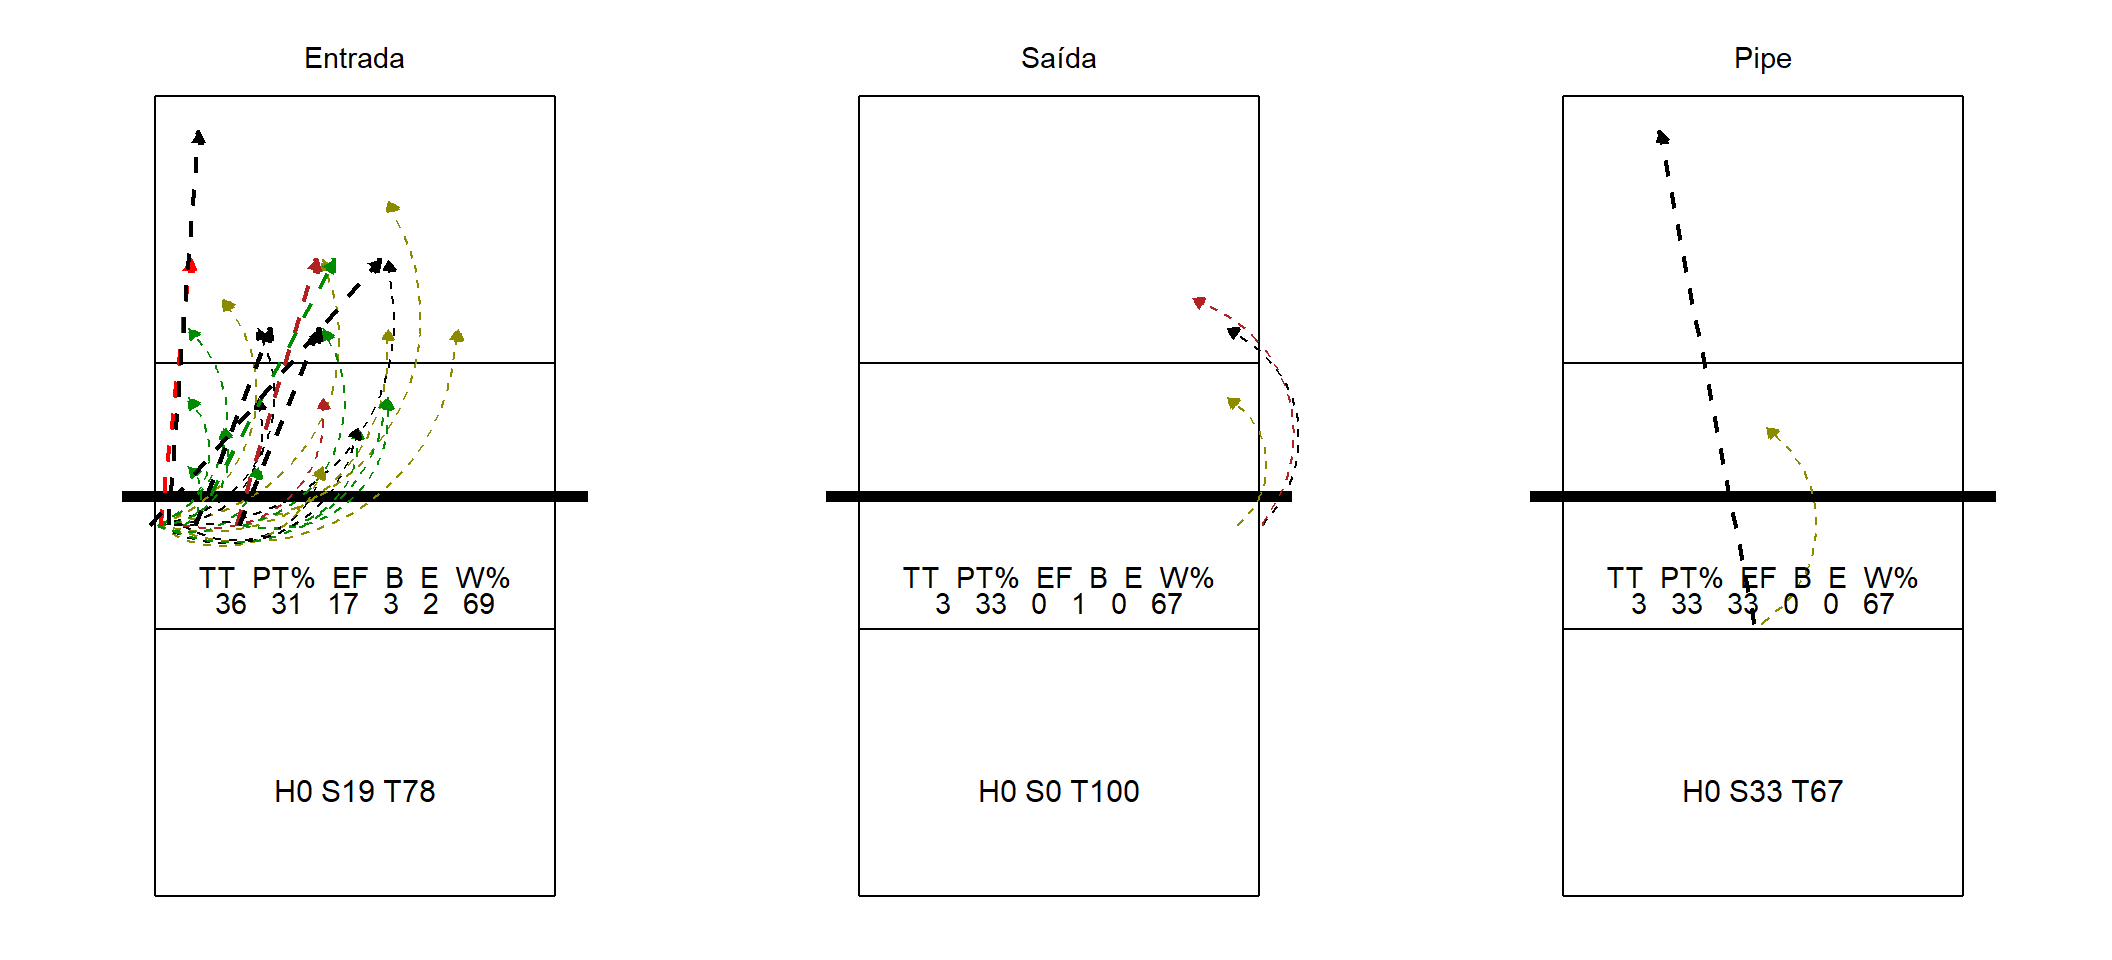 Entrada
TT PT% EF B E W%
36 31 17 3 2 69
H0 S19 T78
Saída
TT PT% EF B E W%
3 33 0 1 0 67
H0 S0 T100
Pipe
TT PT% EF B E W%
3 33 33 0 0 67
H0 S33 T67